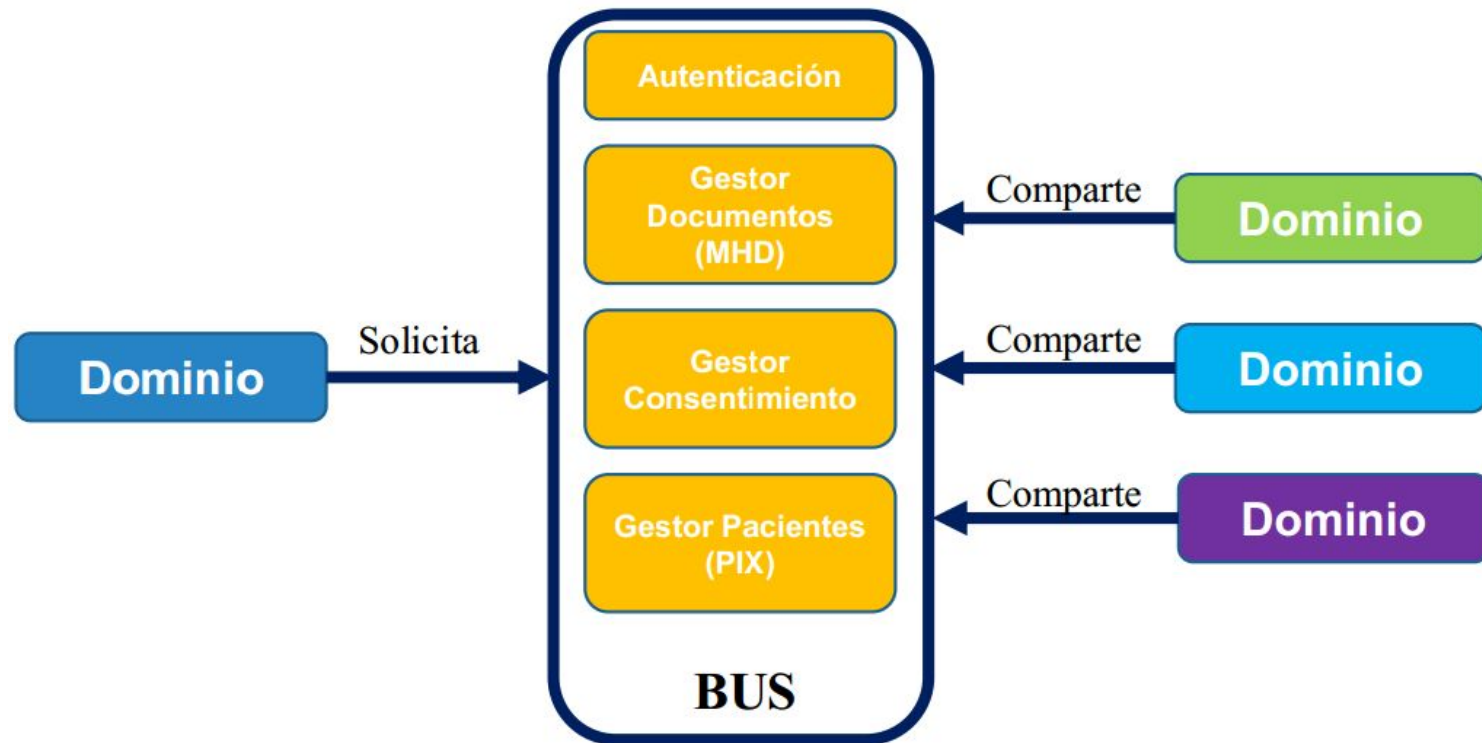 Autenticación
Gestor
Documentos
(MHD)
Gestor
Consentimiento
Gestor Pacientes
(PIX)
BUS
Dominio
Solicita
Comparte
Dominio
Comparte
Dominio
Comparte
Dominio